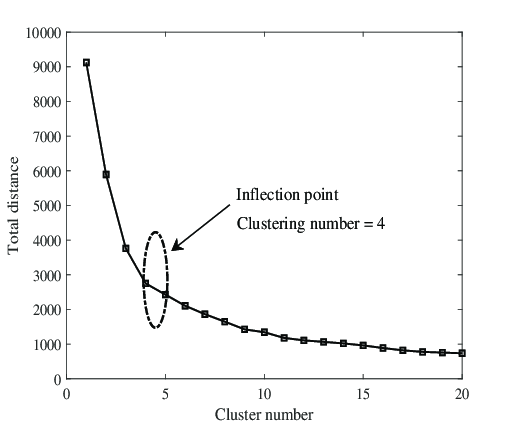 10000
9000
8000
7000
6000
5000
4000
3000
2000
1000
0
Total distance
Inflection point
Clustering number = 4
0 5 10 15 20
Cluster number